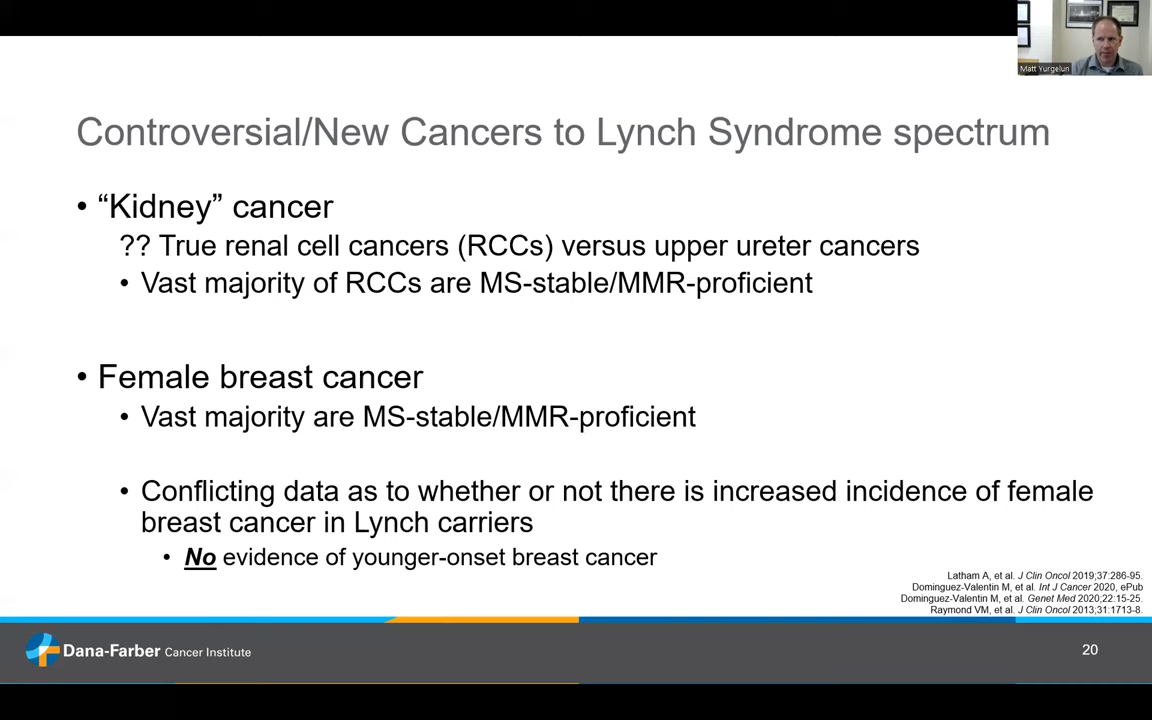 Matt Yurgelun
Controversial/New Cancers to Lynch Syndrome spectrum
• “Kidney” cancer
?? True renal cell cancers (RCCs) versus upper ureter cancers
• Vast majority of RCCs are MS-stable/MMR-proficient
• Female breast cancer
• Vast majority are MS-stable/MMR-proficient
• Conflicting data as to whether or not there is increased incidence of female
breast cancer in Lynch carriers
• No evidence of younger-onset breast cancer
Latham A, et al. J Clin Oncol 2019;37:286-95.
Dominguez-Valentin M, et al. Int J Cancer 2020, ePub
Dominguez-Valentin M, et al. Genet Med 2020;22:15-25.
Raymond VM, et al. J Clin Oncol 2013;31:1713-8.
Dana-Farber Cancer Institute
20